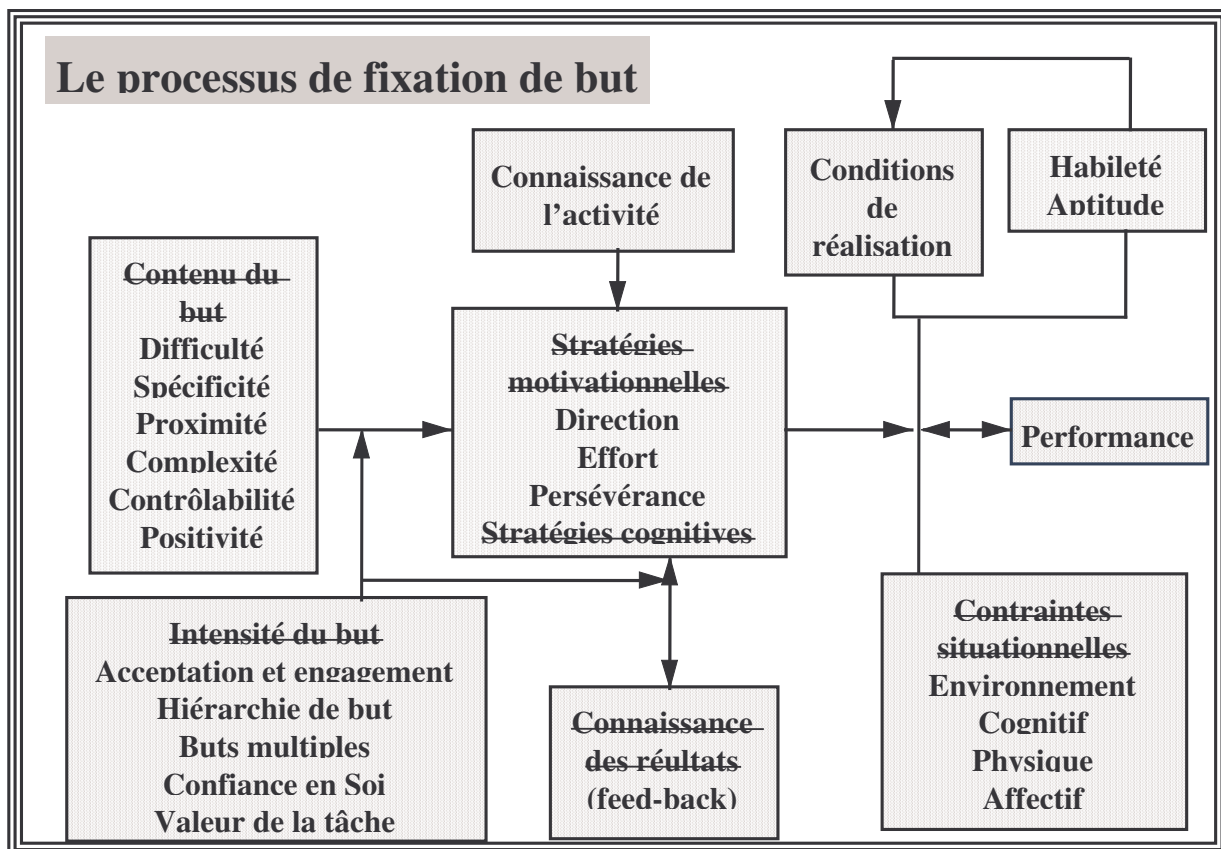 Le processus de fixation de but
Connaissance de
l’activité
Conditions
de
réalisation
Habileté
Aptitude
Contenu du
but
Difficulté
Spécificité
Proximité
Complexité
Contrôlabilité
Positivité
Stratégies
motivationnelles
Direction
Effort
Persévérance
Stratégies cognitives
Performance
Intensité du but
Acceptation et engagement
Hiérarchie de but
Buts multiples
Confiance en Soi
Valeur de la tâche
Connaissance
des réultats
(feed-back)
Contraintes
situationnelles
Environnement
Cognitif
Physique
Affectif